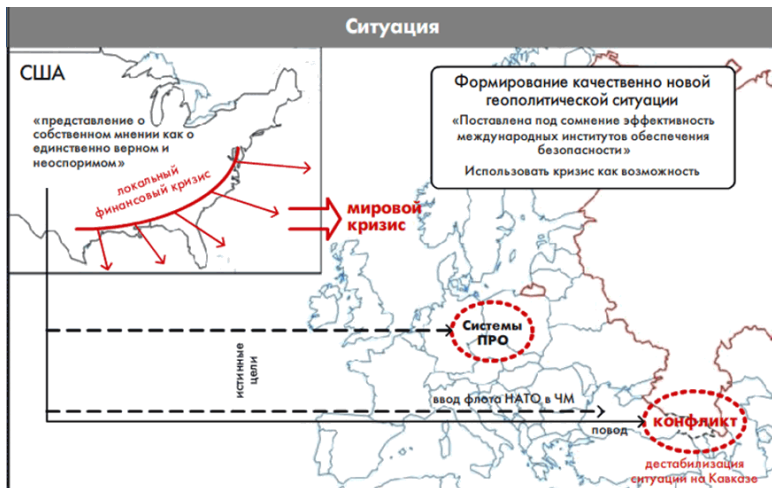 Ситуация
США
«представление о
собственном мнении как о
единственно верном и
неоспоримом»
локальный
финансовый кризис
мировой
кризис
Формирование качественно новой
геополитической ситуации
«Поставлена под сомнение эффективность
международных институтов обеспечения
безопасности»
Использовать кризис как возможность
Системы
ПРО
истинные
цели
ввод флота НАТО в ЧМ
повод
конфликт
дестабилизация
ситуации на Кавказе